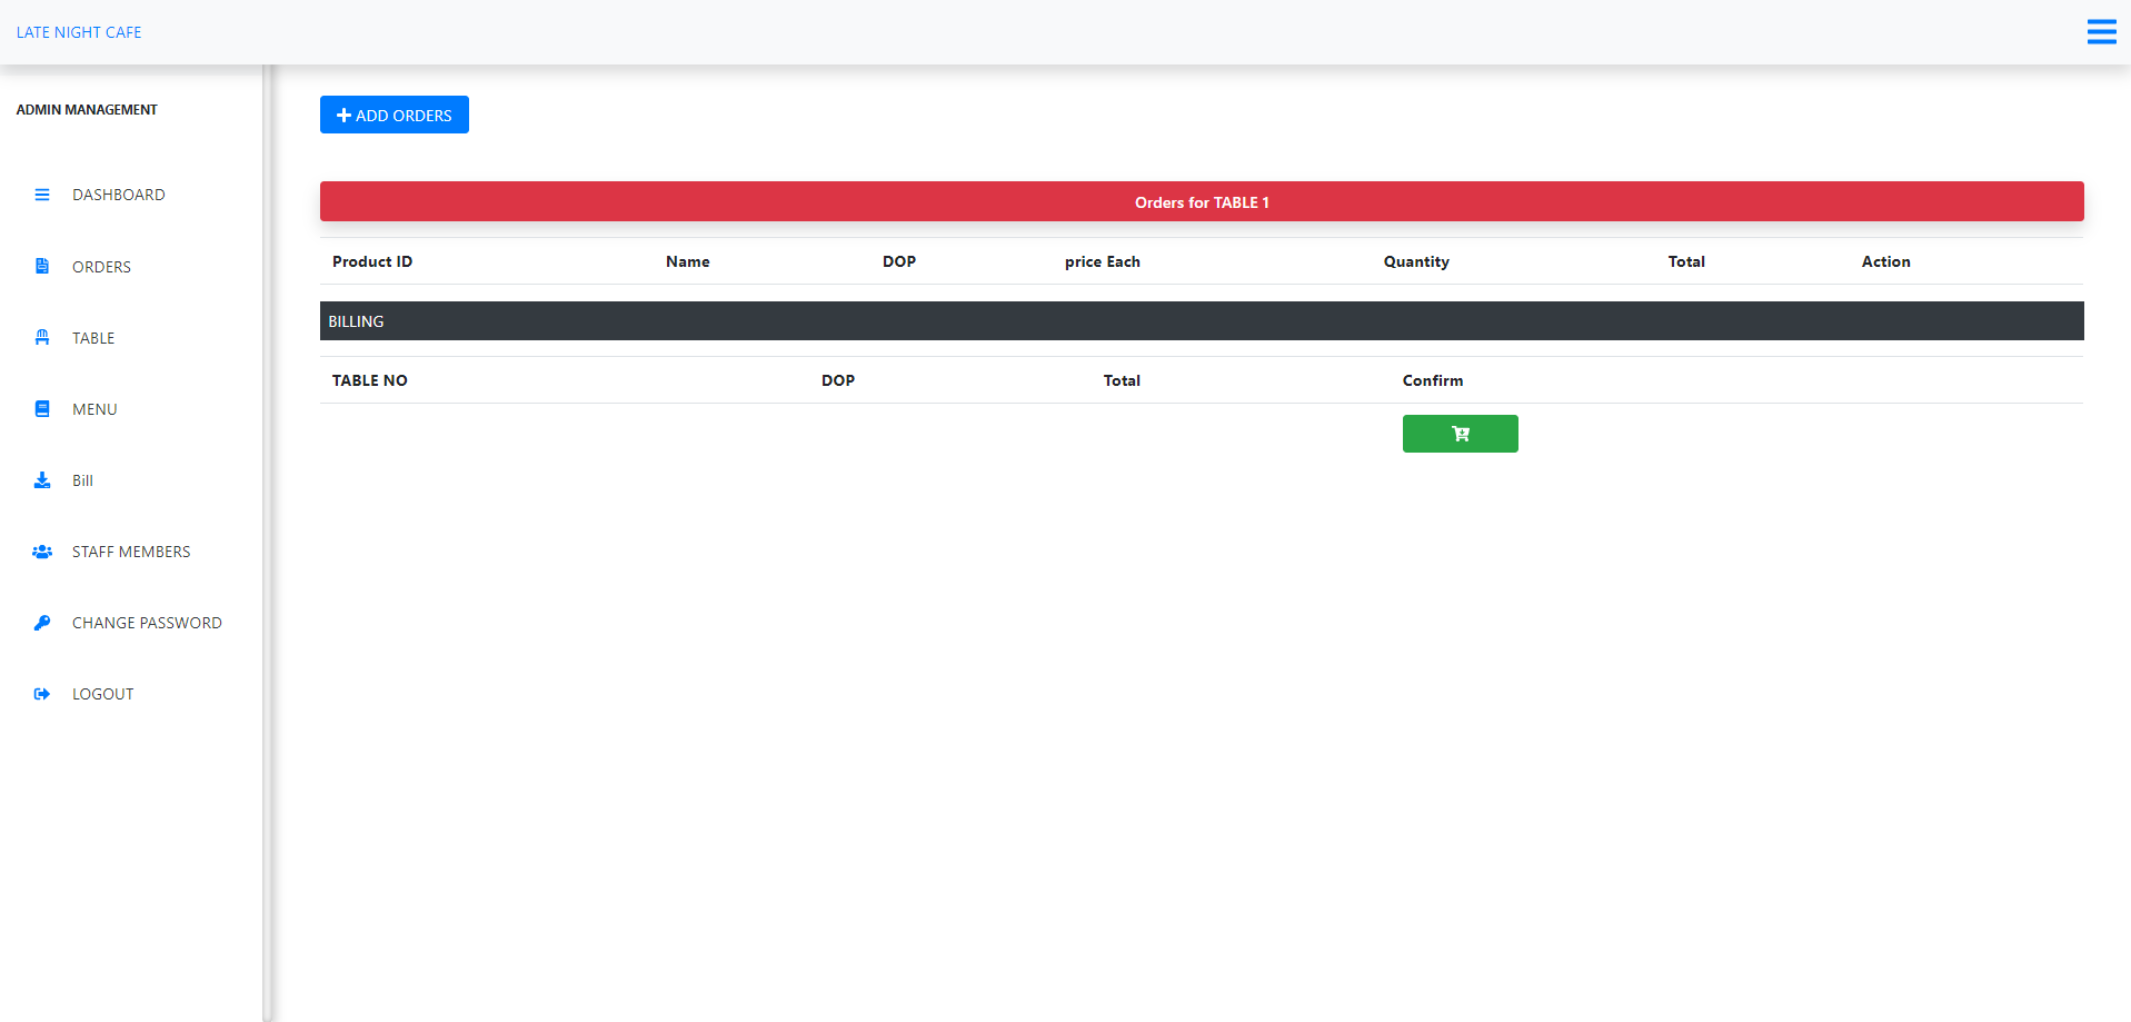 LATE NIGHT CAFE
ADMIN MANAGEMENT
DASHBOARD
ORDERS
TABLE
MENU
Bill
STAFF MEMBERS
CHANGE PASSWORD
LOGOUT
ADD ORDERS
Orders for TABLE 1
Product ID Name DOP price Each Quantity Total Action
BILLING
TABLE NO DOP Total Confirm